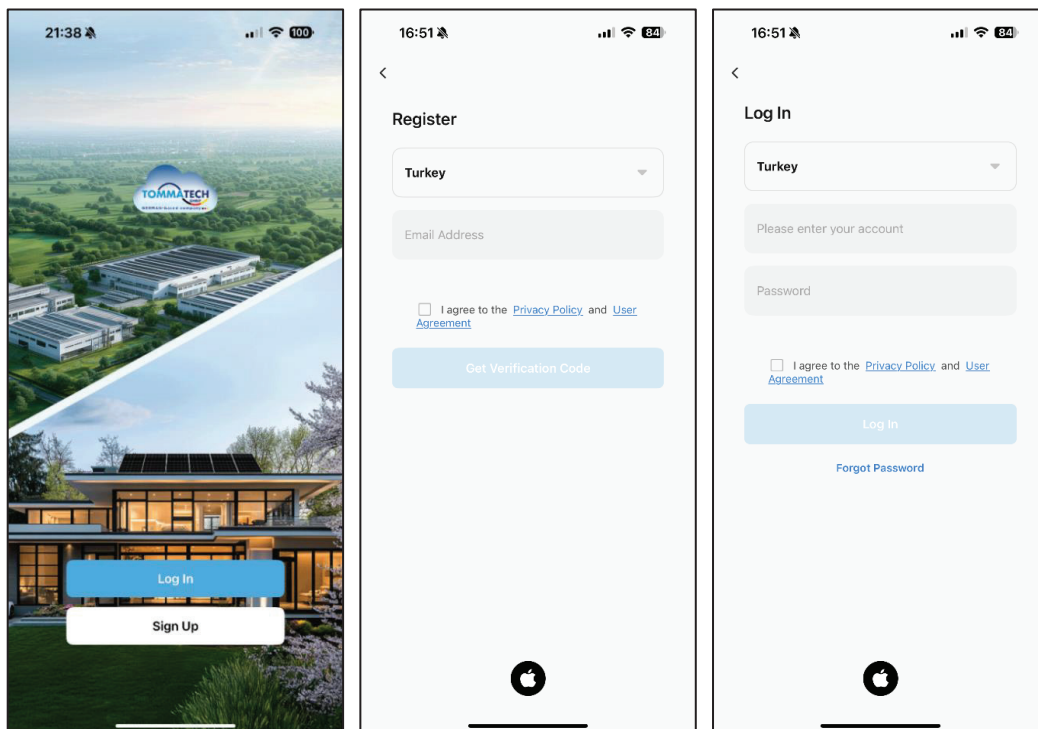 21:38
100
TOMMATECH
Log In
Sign Up
16:51
84
Register
Turkey
Email Address
I agree to the Privacy Policy and User
Agreement
Get Verification Code
16:51
84
Log In
Turkey
Please enter your account
Password
I agree to the Privacy Policy and User
Agreement
Log In
Forgot Password